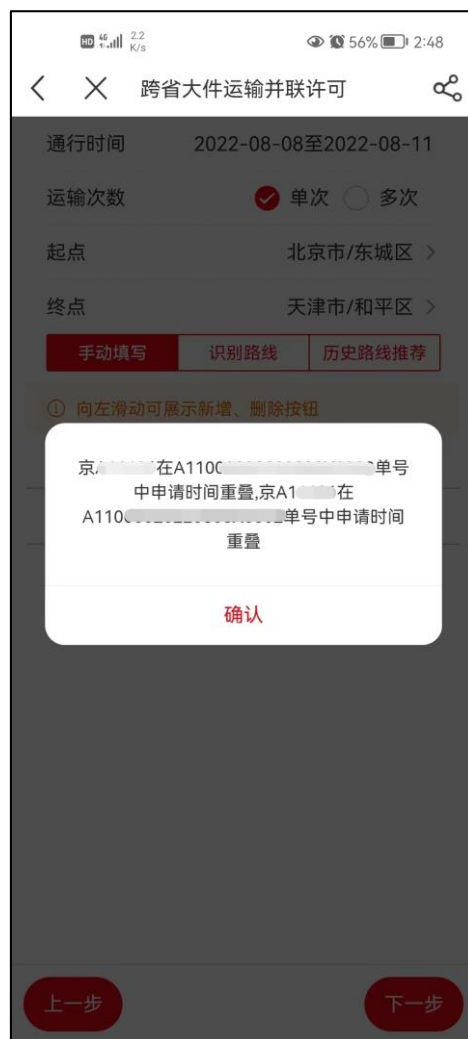 HD 4G 2.2 K/s 56% 2:48
跨省大件运输并联许可
通行时间 2022-08-08至2022-08-11
运输次数 单次 多次
起点 北京市/东城区
终点 天津市/和平区
手动填写 识别路线 历史路线推荐
向左滑动可展示新增、删除按钮
京 在A1100 单号
中申请时间重叠,京A1 在
A110 单号中申请时间
重叠
确认
上一步 下一步